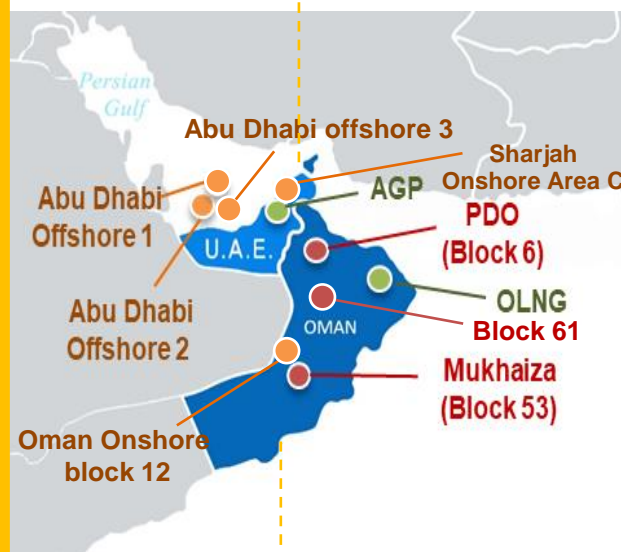 Persian
Gulf
Abu Dhabi offshore 3
Sharjah
Onshore Area C
Abu Dhabi
Offshore 1
AGP
PDO
(Block 6)
U.A.E.
OLNG
Abu Dhabi
Offshore 2
OMAN
Block 61
Mukhaiza
(Block 53)
Oman Onshore
block 12